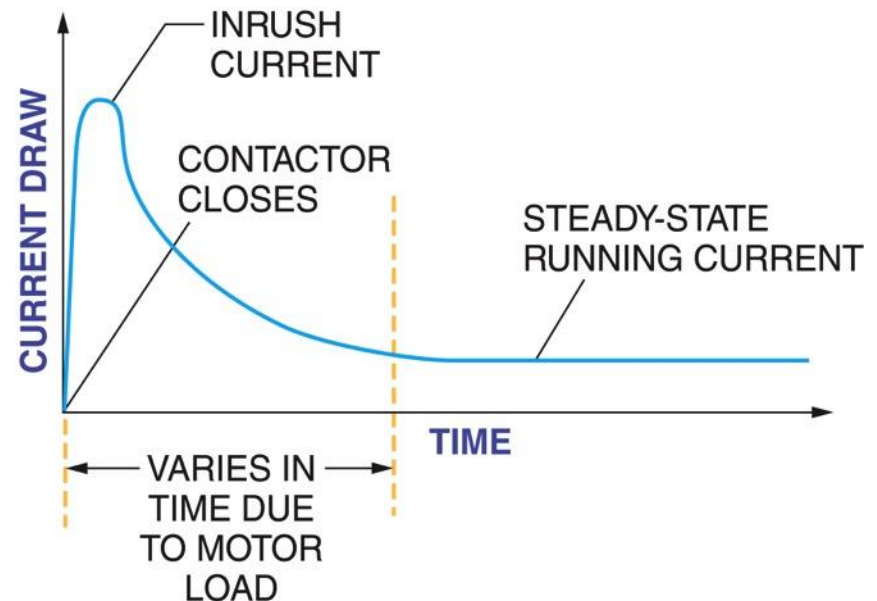 INRUSH
CURRENT
CONTACTOR
CLOSES
STEADY-STATE
RUNNING CURRENT
CURRENT DRAW
TIME
VARIES IN
TIME DUE
TO MOTOR
LOAD